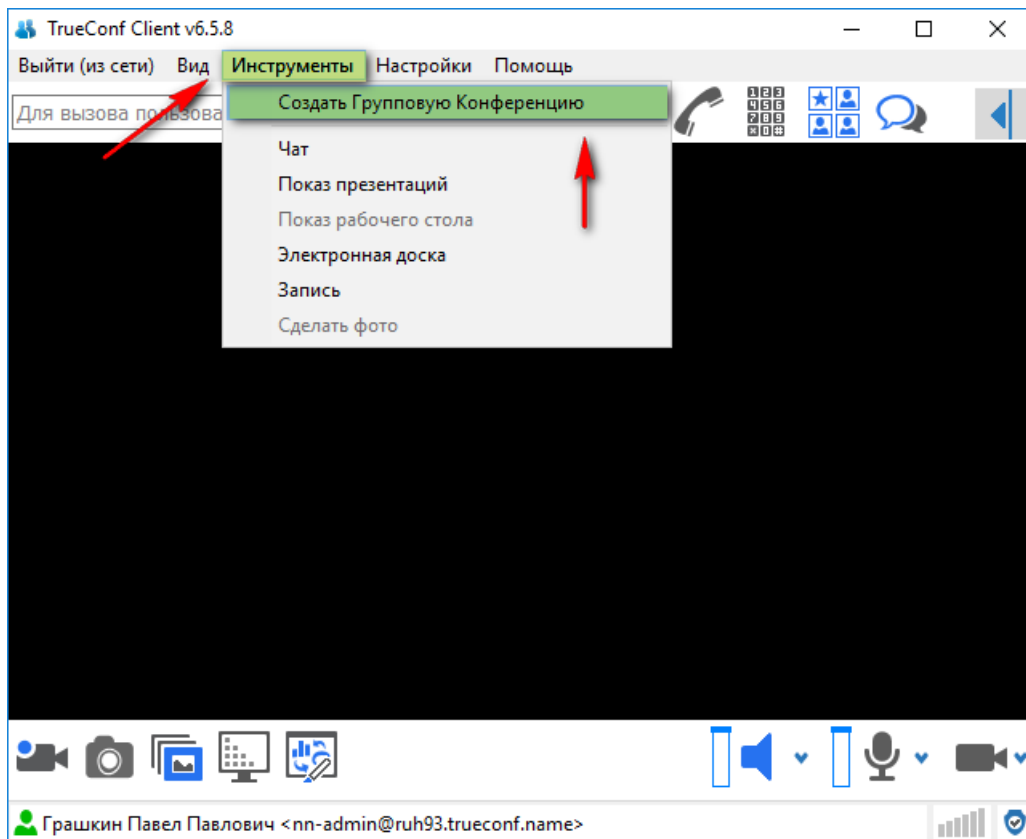 TrueConf Client v6.5.8
Выйти (из сети) Вид Инструменты Настройки Помощь
Для вызова
Создать Групповую Конференцию
Чат
Показ презентаций
Показ рабочего стола
Электронная доска
Запись
Сделать фото
Грашкин Павел Павлович <nn-admin@ruh93.trueconf.name>